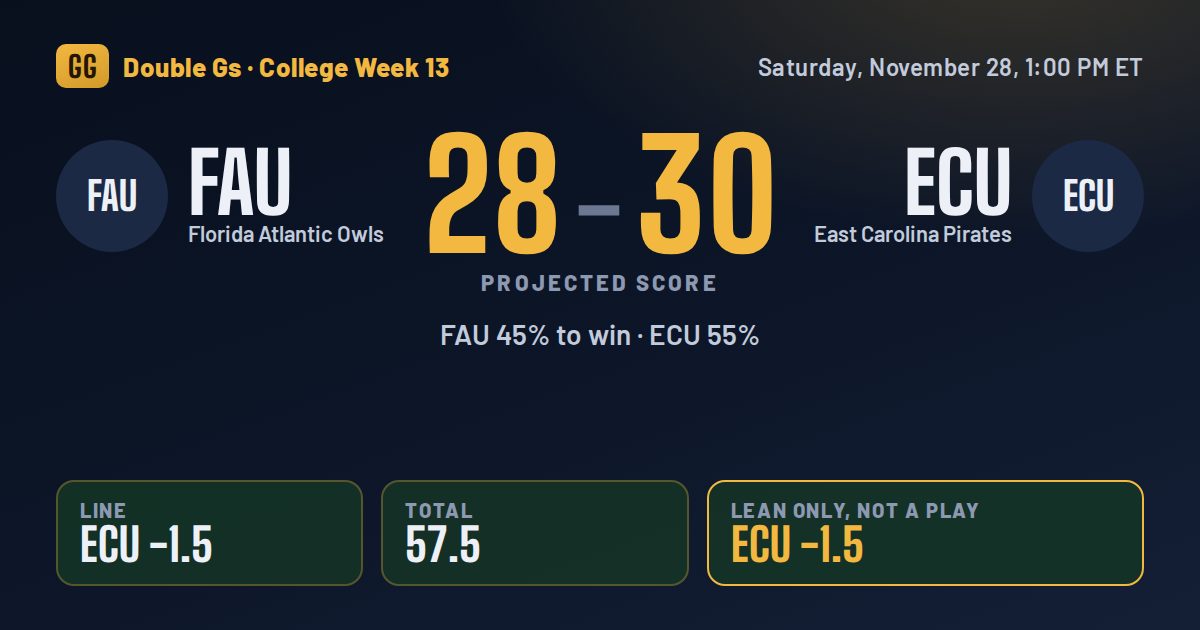 GG Double Gs · College Week 13
Saturday, November 28, 1:00 PM ET
FAU
FAU
Florida Atlantic Owls
28 – 30
PROJECTED SCORE
FAU 45% to win · ECU 55%
ECU
East Carolina Pirates
ECU
LINE
ECU −1.5
TOTAL
57.5
LEAN ONLY, NOT A PLAY
ECU −1.5